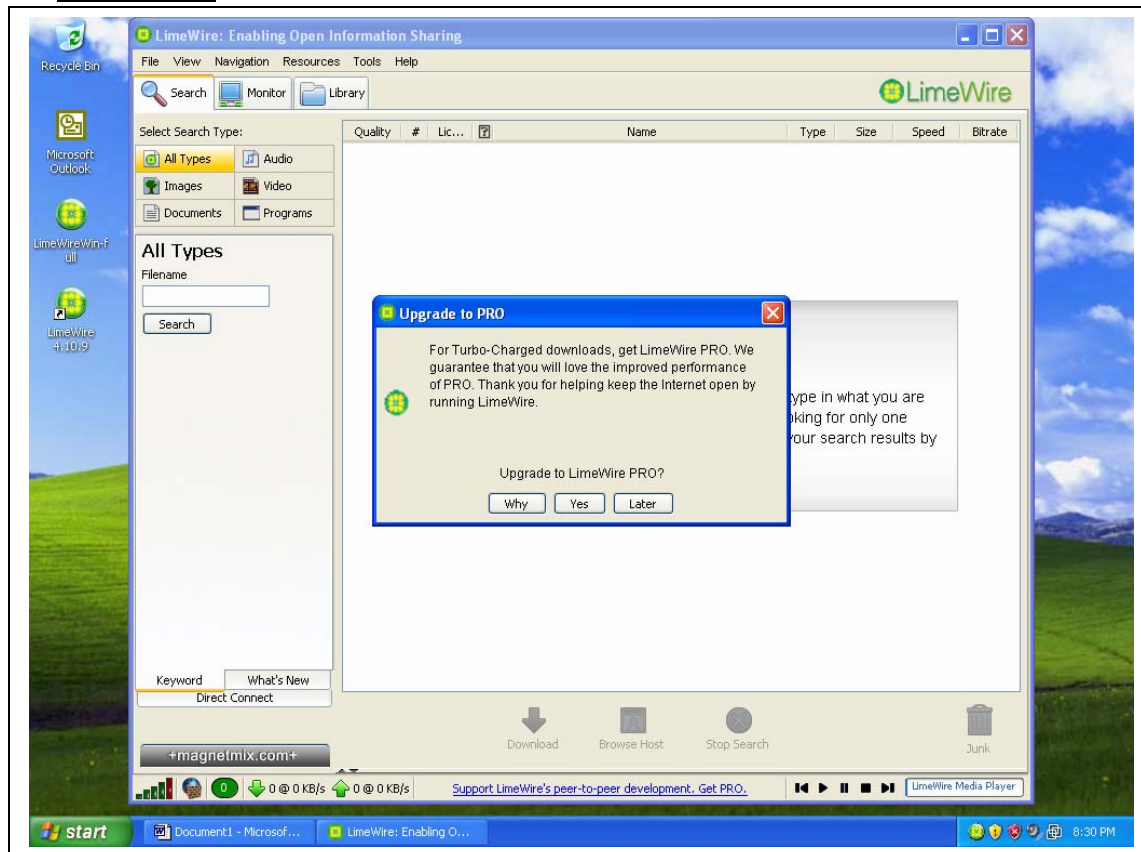 Recycle Bin
Microsoft
Outlook
LimeWireWin-f
ull
LimeWire
4.10.9
LimeWire: Enabling Open Information Sharing
File View Navigation Resources Tools Help
Search Monitor Library
LimeWire
Select Search Type:
All Types Audio
Images Video
Documents Programs
All Types
Filename
Search
Quality # Lic... ? Name Type Size Speed Bitrate
Upgrade to PRO
For Turbo-Charged downloads, get LimeWire PRO. We
guarantee that you will love the improved performance
of PRO. Thank you for helping keep the Internet open by
running LimeWire.
Upgrade to LimeWire PRO?
Why Yes Later
type in what you are
oking for only one
your search results by
Keyword What's New
Direct Connect
+magnetmix.com+
Download Browse Host Stop Search Junk
0 0 @ 0 KB/s 0 @ 0 KB/s Support LimeWire's peer-to-peer development. Get PRO. LimeWire Media Player
start Document1 - Microsof... LimeWire: Enabling O... 8:30 PM